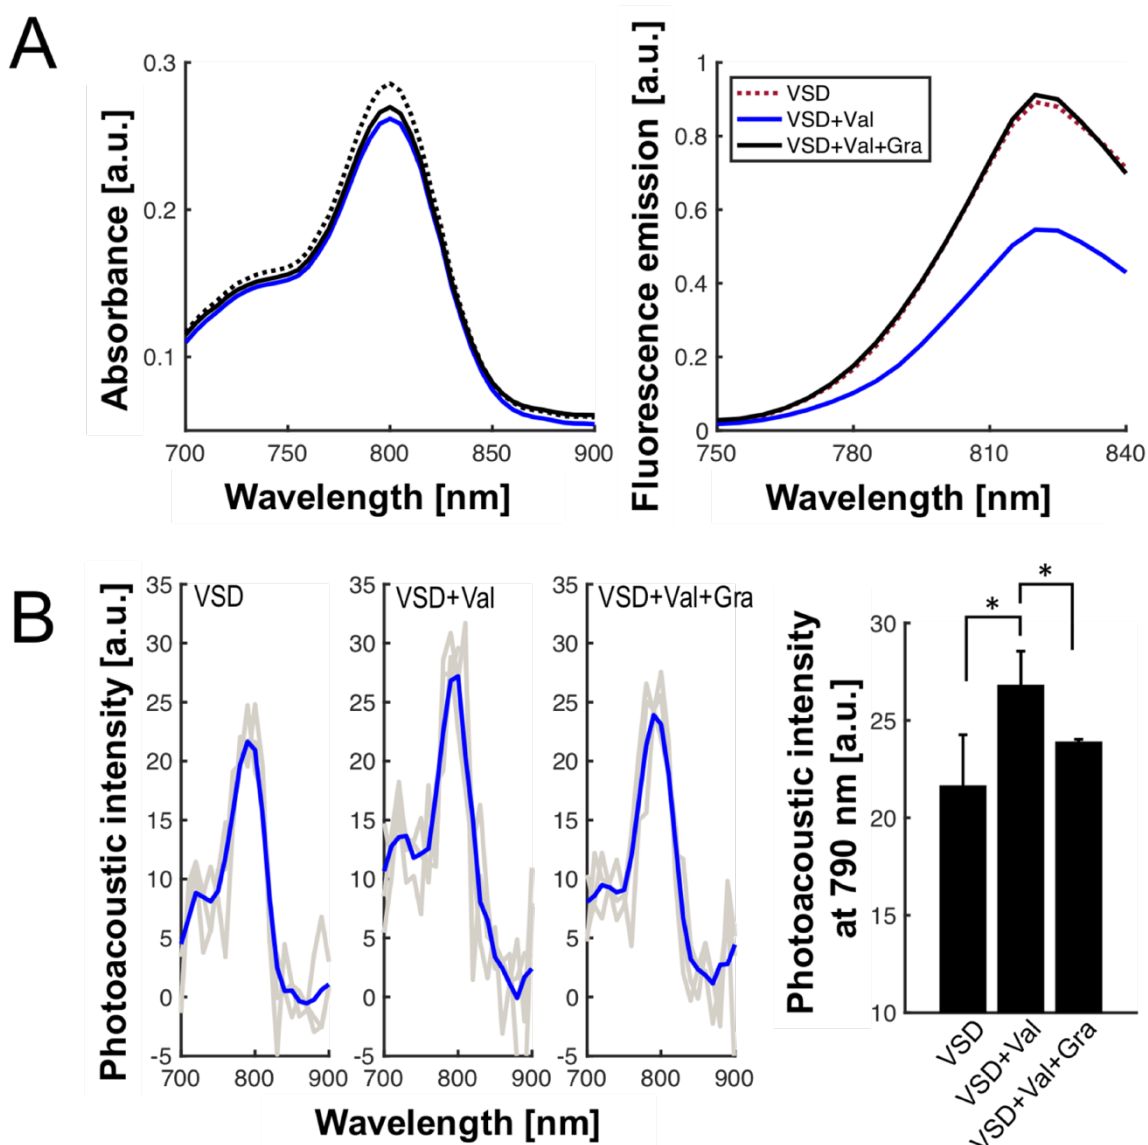 A
Absorbance [a.u.]
0.3
0.2
0.1
700 750 800 850 900
Wavelength [nm]
Fluorescence emission [a.u.]
1
0.8
0.6
0.4
0.2
0
VSD
VSD+Val
VSD+Val+Gra
750 780 810 840
Wavelength [nm]
B
Photoacoustic intensity [a.u.]
35
30
25
20
15
10
5
0
-5
VSD
700 800 900
35
30
25
20
15
10
5
0
-5
VSD+Val
700 800 900
35
30
25
20
15
10
5
0
-5
VSD+Val+Gra
700 800 900
Wavelength [nm]
Photoacoustic intensity
at 790 nm [a.u.]
30
25
20
15
10
*
*
VSD
VSD+Val
VSD+Val+Gra